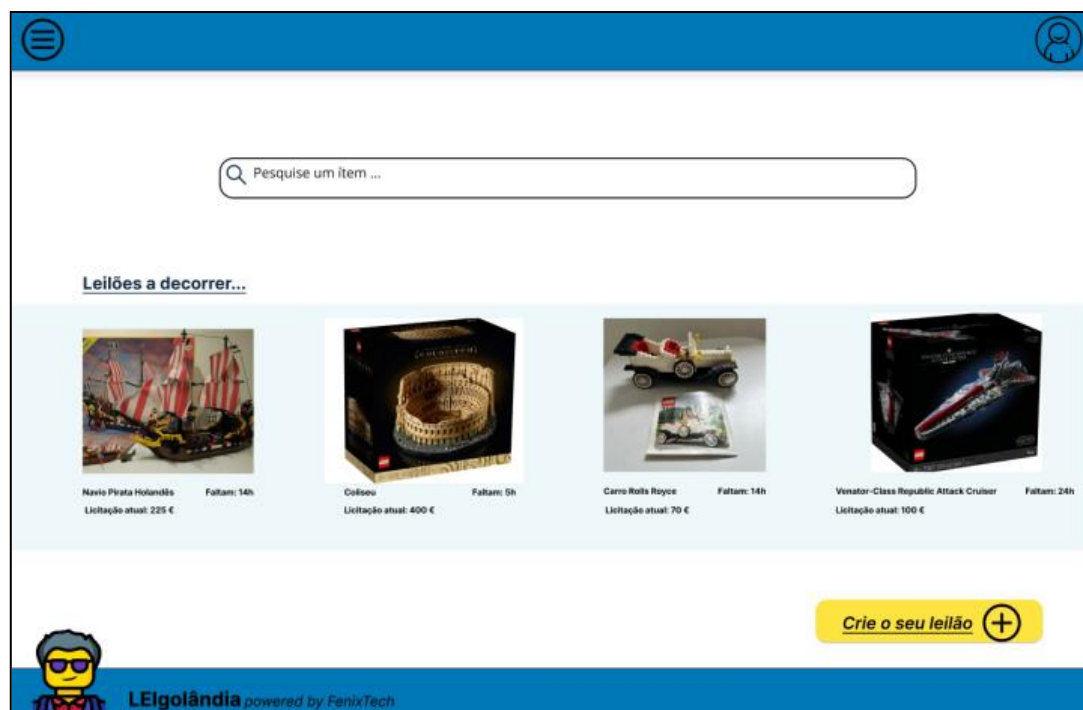 Pesquise um ítem ...
Leilões a decorrer...
Navio Pirata Holandês Faltam: 14h
Licitação atual: 225 €
Coliseu Faltam: 5h
Licitação atual: 400 €
Carro Rolls Royce Faltam: 14h
Licitação atual: 70 €
Venator-Class Republic Attack Cruiser Faltam: 24h
Licitação atual: 100 €
Crie o seu leilão
LEIgolândia powered by FenixTech